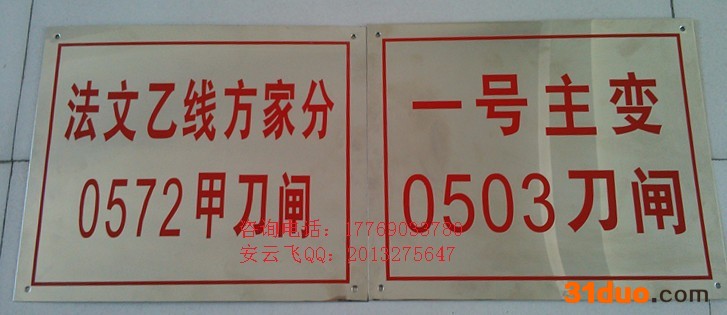 法文乙线方家分
0572甲刀闸
一号主变
0503刀闸
咨询电话：17769033780
安云飞QQ：2013275647
31duo.com